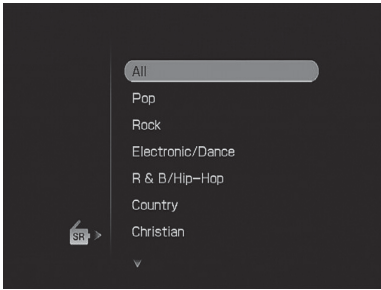 All
Pop
Rock
Electronic/Dance
R & B/Hip-Hop
Country
SR
Christian